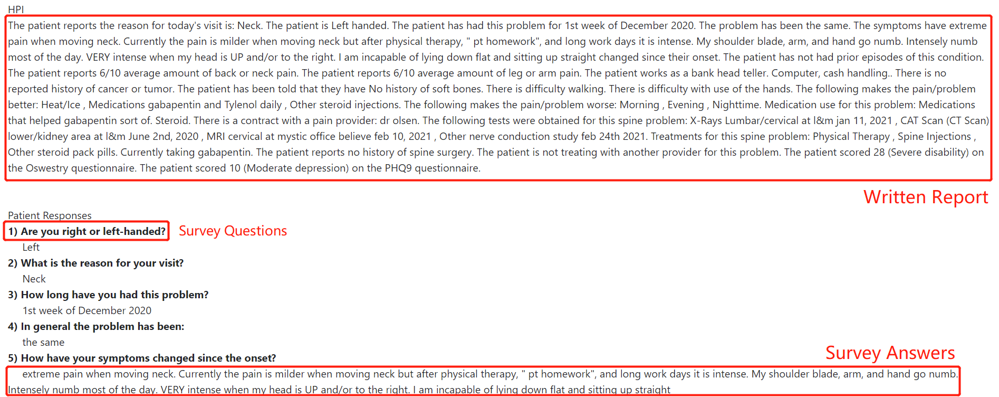 HPI
The patient reports the reason for today's visit is: Neck. The patient is Left handed. The patient has had this problem for 1st week of December 2020. The problem has been the same. The symptoms have extreme
pain when moving neck. Currently the pain is milder when moving neck but after physical therapy, " pt homework", and long work days it is intense. My shoulder blade, arm, and hand go numb. Intensely numb
most of the day. VERY intense when my head is UP and/or to the right. I am incapable of lying down flat and sitting up straight changed since their onset. The patient has not had prior episodes of this condition.
The patient reports 6/10 average amount of back or neck pain. The patient reports 6/10 average amount of leg or arm pain. The patient works as a bank head teller. Computer, cash handling.. There is no
reported history of cancer or tumor. The patient has been told that they have No history of soft bones. There is difficulty walking. There is difficulty with use of the hands. The following makes the pain/problem
better: Heat/Ice , Medications gabapentin and Tylenol daily , Other steroid injections. The following makes the pain/problem worse: Morning , Evening , Nighttime. Medication use for this problem: Medications
that helped gabapentin sort of. Steroid. There is a contract with a pain provider: dr olsen. The following tests were obtained for this spine problem: X-Rays Lumbar/cervical at l&m jan 11, 2021 , CAT Scan (CT Scan)
lower/kidney area at l&m June 2nd, 2020 , MRI cervical at mystic office believe feb 10, 2021 , Other nerve conduction study feb 24th 2021. Treatments for this spine problem: Physical Therapy , Spine Injections ,
Other steroid pack pills. Currently taking gabapentin. The patient reports no history of spine surgery. The patient is not treating with another provider for this problem. The patient scored 28 (Severe disability) on
the Oswestry questionnaire. The patient scored 10 (Moderate depression) on the PHQ9 questionnaire.
Written Report
Patient Responses
1) Are you right or left-handed? Survey Questions
Left
2) What is the reason for your visit?
Neck
3) How long have you had this problem?
1st week of December 2020
4) In general the problem has been:
the same
Survey Answers
5) How have your symptoms changed since the onset?
extreme pain when moving neck. Currently the pain is milder when moving neck but after physical therapy, " pt homework", and long work days it is intense. My shoulder blade, arm, and hand go numb.
Intensely numb most of the day. VERY intense when my head is UP and/or to the right. I am incapable of lying down flat and sitting up straight